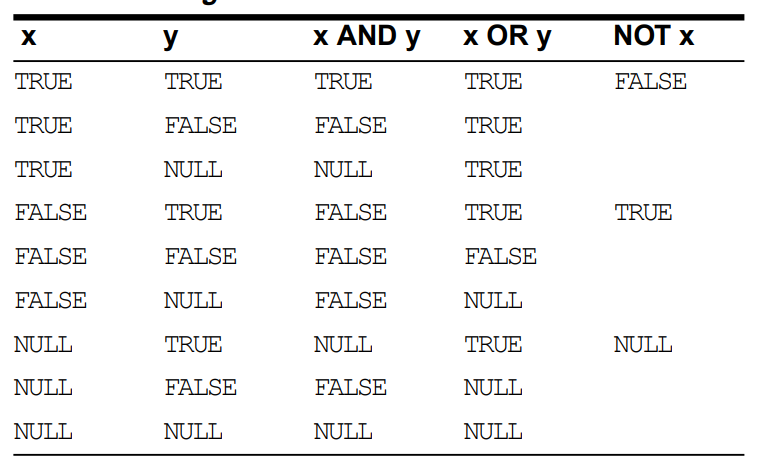 x y x AND y x OR y NOT x
TRUE TRUE TRUE TRUE FALSE
TRUE FALSE FALSE TRUE
TRUE NULL NULL TRUE
FALSE TRUE FALSE TRUE TRUE
FALSE FALSE FALSE FALSE
FALSE NULL FALSE NULL
NULL TRUE NULL TRUE NULL
NULL FALSE FALSE NULL
NULL NULL NULL NULL